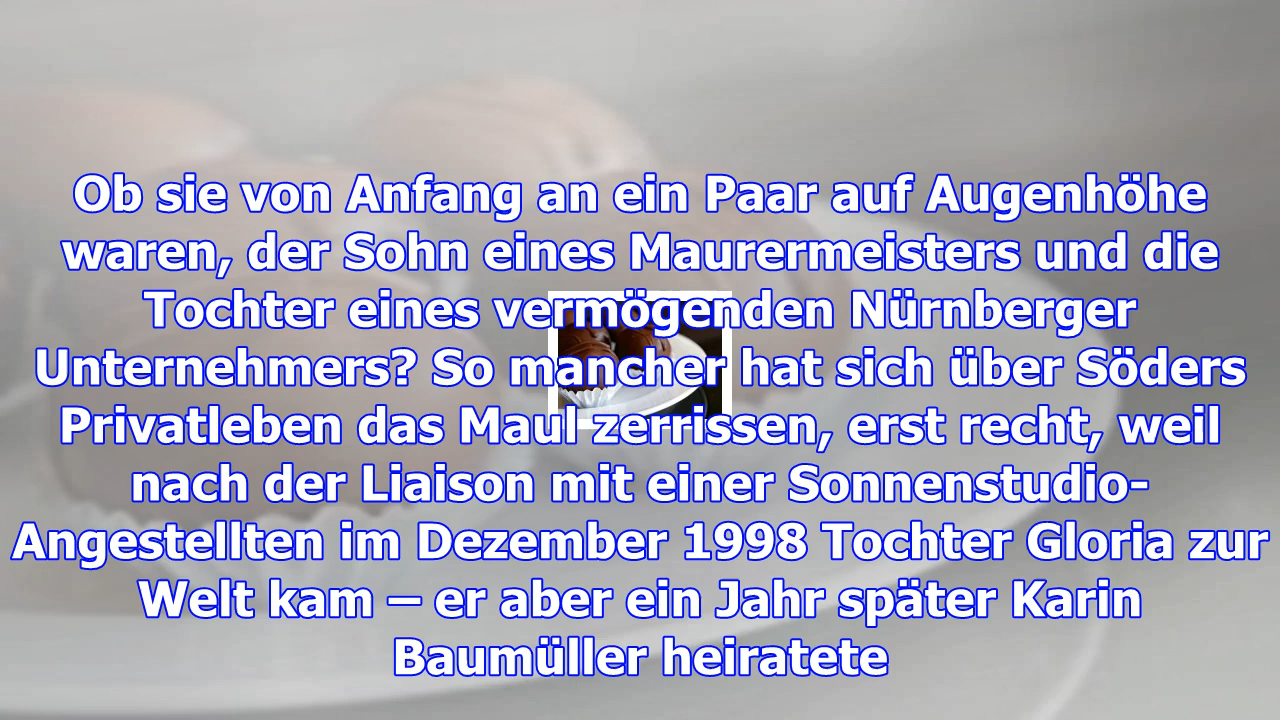 Ob sie von Anfang an ein Paar auf Augenhöhe
waren, der Sohn eines Maurermeisters und die
Tochter eines vermögenden Nürnberger
Unternehmers? So mancher hat sich über Söders
Privatleben das Maul zerrissen, erst recht, weil
nach der Liaison mit einer Sonnenstudio-
Angestellten im Dezember 1998 Tochter Gloria zur
Welt kam – er aber ein Jahr später Karin
Baumüller heiratete